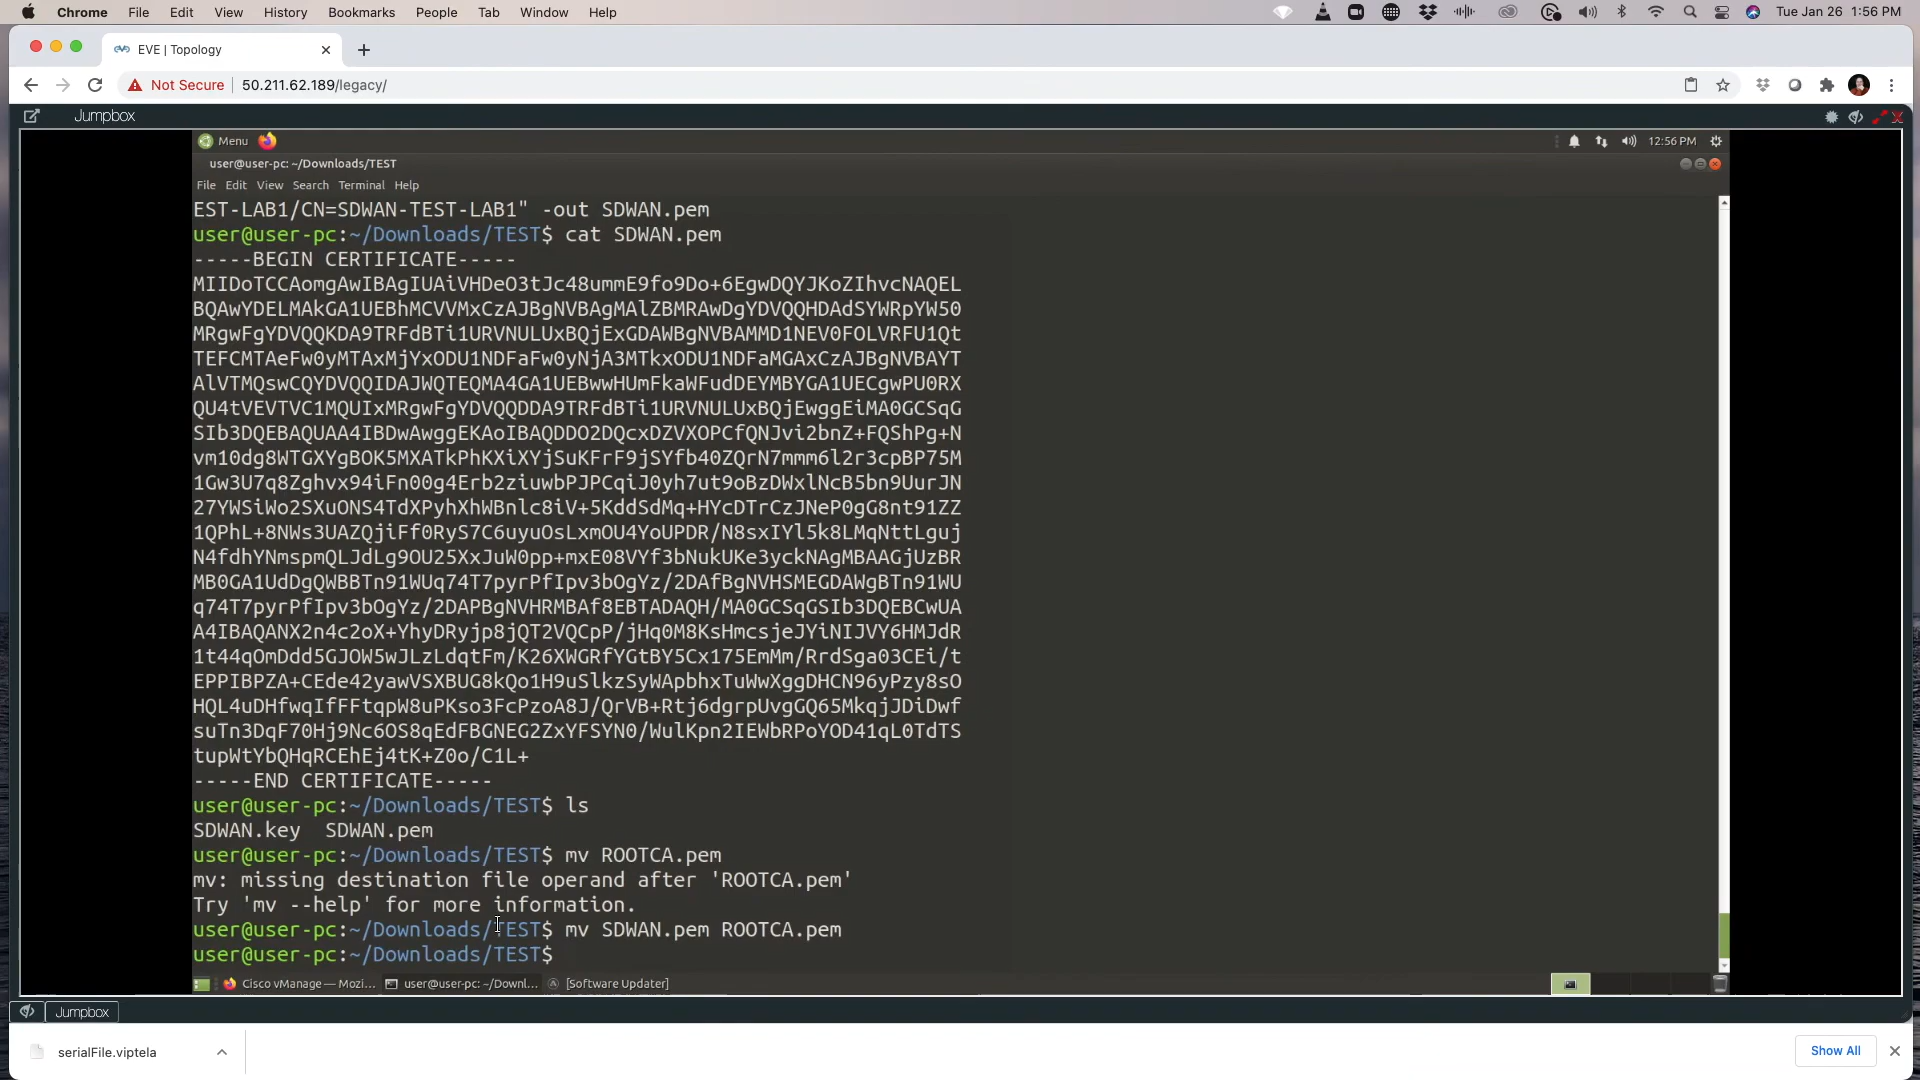 Chrome File Edit View History Bookmarks People Tab Window Help Tue Jan 26 1:56 PM
EVE | Topology
Not Secure 50.211.62.189/legacy/
Jumpbox
Menu 12:56 PM
user@user-pc: ~/Downloads/TEST
File Edit View Search Terminal Help
EST-LAB1/CN=SDWAN-TEST-LAB1" -out SDWAN.pem
user@user-pc:~/Downloads/TEST$ cat SDWAN.pem
-----BEGIN CERTIFICATE-----
MIIDoTCCAomgAwIBAgIUAiVHDeO3tJc48ummE9fo9Do+6EgwDQYJKoZIhvcNAQEL
BQAwYDELMAkGA1UEBhMCVVMxCzAJBgNVBAgMAlZBMRAwDgYDVQQHDAdSYWRpYW50
MRgwFgYDVQQKDA9TRFdBTi1URVNULUxBQjExGDAWBgNVBAMMD1NEV0FOLVRFU1Qt
TEFCMTAeFw0yMTAxMjYxODU1NDFaFw0yNjA3MTkxODU1NDFaMGAxCzAJBgNVBAYT
AlVTMQswCQYDVQQIDAJWQTEQMA4GA1UEBwwHUmFkaWFudDEYMBYGA1UECgwPU0RX
QU4tVEVTVC1MQUIxMRgwFgYDVQQDDA9TRFdBTi1URVNULUxBQjEwggEiMA0GCSqG
SIb3DQEBAQUAA4IBDwAwggEKAoIBAQDDO2DQcxDZVXOPCfQNJvi2bnZ+FQShPg+N
vm10dg8WTGXYgBOK5MXATkPhKXiXYjSuKFrF9jSYfb40ZQrN7mmm6l2r3cpBP75M
1Gw3U7q8Zghvx94iFn00g4Erb2ziuwbPJPCqiJ0yh7ut9oBzDWxlNcB5bn9UurJN
27YWSiWo2SXuONS4TdXPyhXhWBnlc8iV+5KddSdMq+HYcDTrCzJNeP0gG8nt91ZZ
1QPhL+8NWs3UAZQjiFf0RyS7C6uyuOsLxmOU4YoUPDR/N8sxIYl5k8LMqNttLguj
N4fdhYNmspmQLJdLg9OU25XxJuW0pp+mxE08VYf3bNukUKe3yckNAgMBAAGjUzBR
MB0GA1UdDgQWBBTn91WUq74T7pyrPfIpv3bOgYz/2DAfBgNVHSMEGDAWgBTn91WU
q74T7pyrPfIpv3bOgYz/2DAPBgNVHRMBAf8EBTADAQH/MA0GCSqGSIb3DQEBCwUA
A4IBAQANX2n4c2oX+YhyDRyjp8jQT2VQCpP/jHq0M8KsHmcsjeJYiNIJVY6HMJdR
1t44qOmDdd5GJOW5wJLzLdqtFm/K26XWGRfYGtBY5Cx175EmMm/RrdSga03CEi/t
EPPIBPZA+CEde42yawVSXBUG8kQo1H9uSlkzSyWApbhxTuWwXggDHCN96yPzy8sO
HQL4uDHfwqIfFFtqpW8uPKso3FcPzoA8J/QrVB+Rtj6dgrpUvgGQ65MkqjJDiDwf
suTn3DqF70Hj9Nc6OS8qEdFBGNEG2ZxYFSYN0/WulKpn2IEWbRPoYOD41qL0TdTS
tupWtYbQHqRCEhEj4tK+Z0o/C1L+
-----END CERTIFICATE-----
user@user-pc:~/Downloads/TEST$ ls
SDWAN.key  SDWAN.pem
user@user-pc:~/Downloads/TEST$ mv ROOTCA.pem
mv: missing destination file operand after 'ROOTCA.pem'
Try 'mv --help' for more information.
user@user-pc:~/Downloads/TEST$ mv SDWAN.pem ROOTCA.pem
user@user-pc:~/Downloads/TEST$
Cisco vManage — Mozi... user@user-pc: ~/Downl... [Software Updater]
Jumpbox
serialFile.viptela Show All